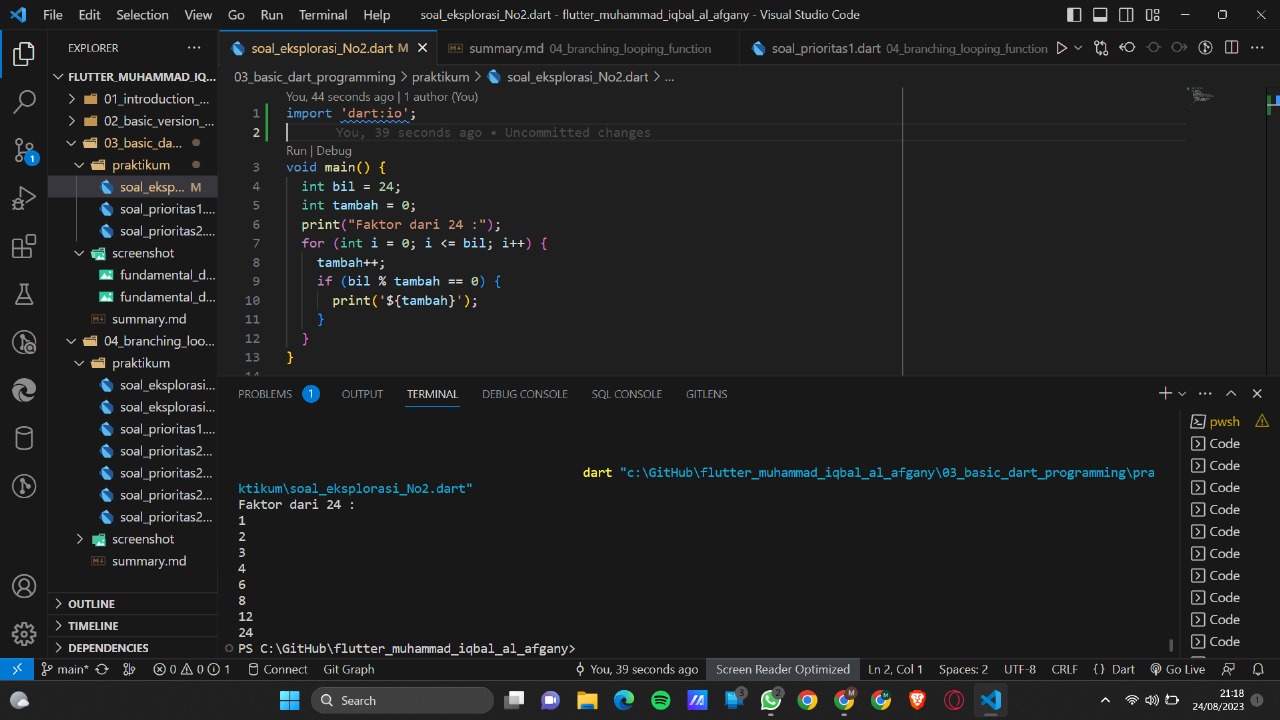 File Edit Selection View Go Run Terminal Help soal_eksplorasi_No2.dart - flutter_muhammad_iqbal_al_afgany - Visual Studio Code
EXPLORER
FLUTTER_MUHAMMAD_IQ...
01_introduction_...
02_basic_version_...
03_basic_da...
praktikum
soal_eksp... M
soal_prioritas1....
soal_prioritas2....
screenshot
fundamental_d...
fundamental_d...
summary.md
04_branching_loo...
praktikum
soal_eksplorasi...
soal_eksplorasi...
soal_prioritas1....
soal_prioritas2...
soal_prioritas2...
soal_prioritas2...
soal_prioritas2...
screenshot
summary.md
OUTLINE
TIMELINE
DEPENDENCIES
1
soal_eksplorasi_No2.dart M summary.md 04_branching_looping_function soal_prioritas1.dart 04_branching_looping_function
03_basic_dart_programming > praktikum > soal_eksplorasi_No2.dart > ...
You, 44 seconds ago | 1 author (You)
1 import 'dart:io';
2 You, 39 seconds ago • Uncommitted changes
Run | Debug
3 void main() {
4 int bil = 24;
5 int tambah = 0;
6 print("Faktor dari 24 :");
7 for (int i = 0; i <= bil; i++) {
8 tambah++;
9 if (bil % tambah == 0) {
10 print('${tambah}');
11 }
12 }
13 }
14
PROBLEMS 1 OUTPUT TERMINAL DEBUG CONSOLE SQL CONSOLE GITLENS
dart "c:\GitHub\flutter_muhammad_iqbal_al_afgany\03_basic_dart_programming\pra
ktikum\soal_eksplorasi_No2.dart"
Faktor dari 24 :
1
2
3
4
6
8
12
24
PS C:\GitHub\flutter_muhammad_iqbal_al_afgany>
pwsh
Code
Code
Code
Code
Code
Code
Code
Code
Code
Code
main* 0 0 1 Connect Git Graph You, 39 seconds ago Screen Reader Optimized Ln 2, Col 1 Spaces: 2 UTF-8 CRLF {} Dart Go Live
Search 3 2 M M 21:18
24/08/2023 1